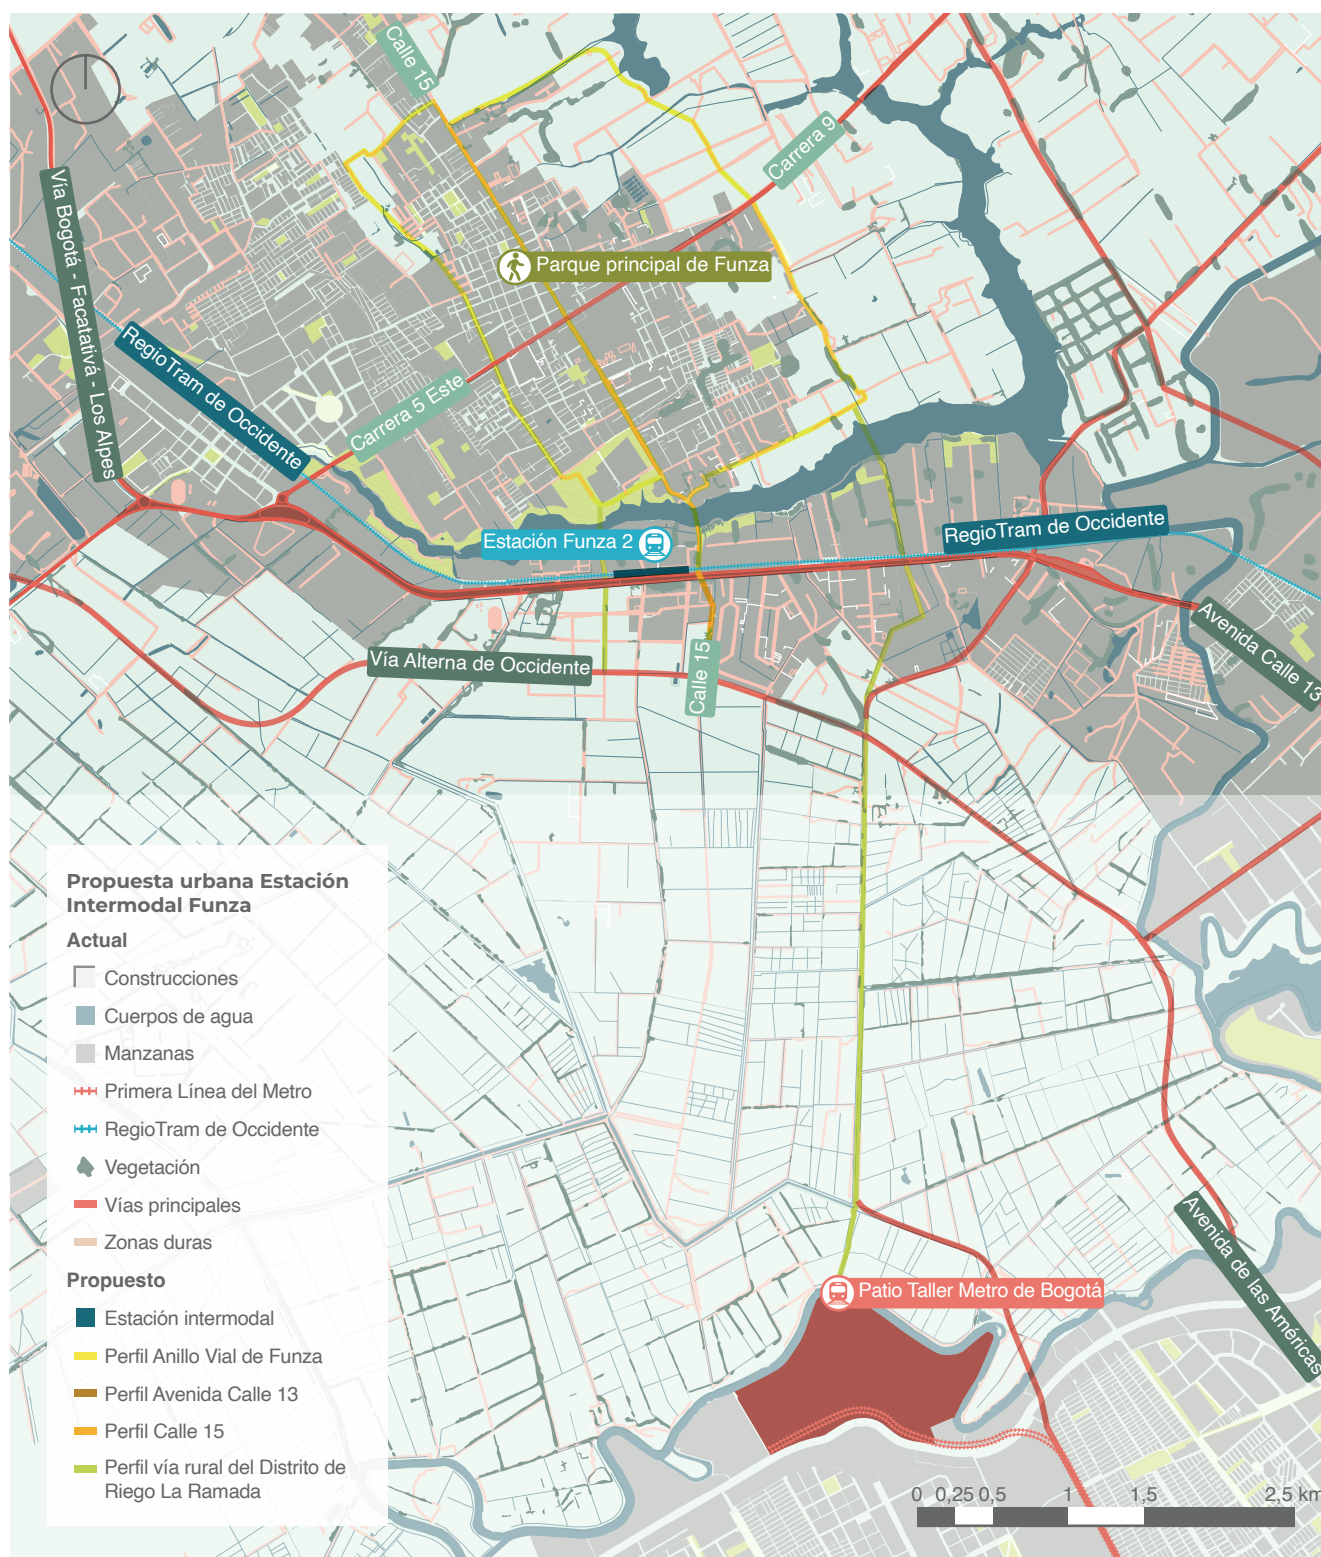 Calle 15
Carrera 9
Vía Bogotá - Facatativá - Los Alpes
Parque principal de Funza
RegioTram de Occidente
Carrera 5 Este
Estación Funza 2
RegioTram de Occidente
Avenida Calle 13
Vía Alterna de Occidente
Calle 15
Propuesta urbana Estación
Intermodal Funza
Actual
Construcciones
Cuerpos de agua
Manzanas
Primera Línea del Metro
RegioTram de Occidente
Vegetación
Vías principales
Zonas duras
Propuesto
Estación intermodal
Perfil Anillo Vial de Funza
Perfil Avenida Calle 13
Perfil Calle 15
Perfil vía rural del Distrito de
Riego La Ramada
Avenida de las Américas
Patio Taller Metro de Bogotá
0 0,25 0,5 1 1,5 2,5 km